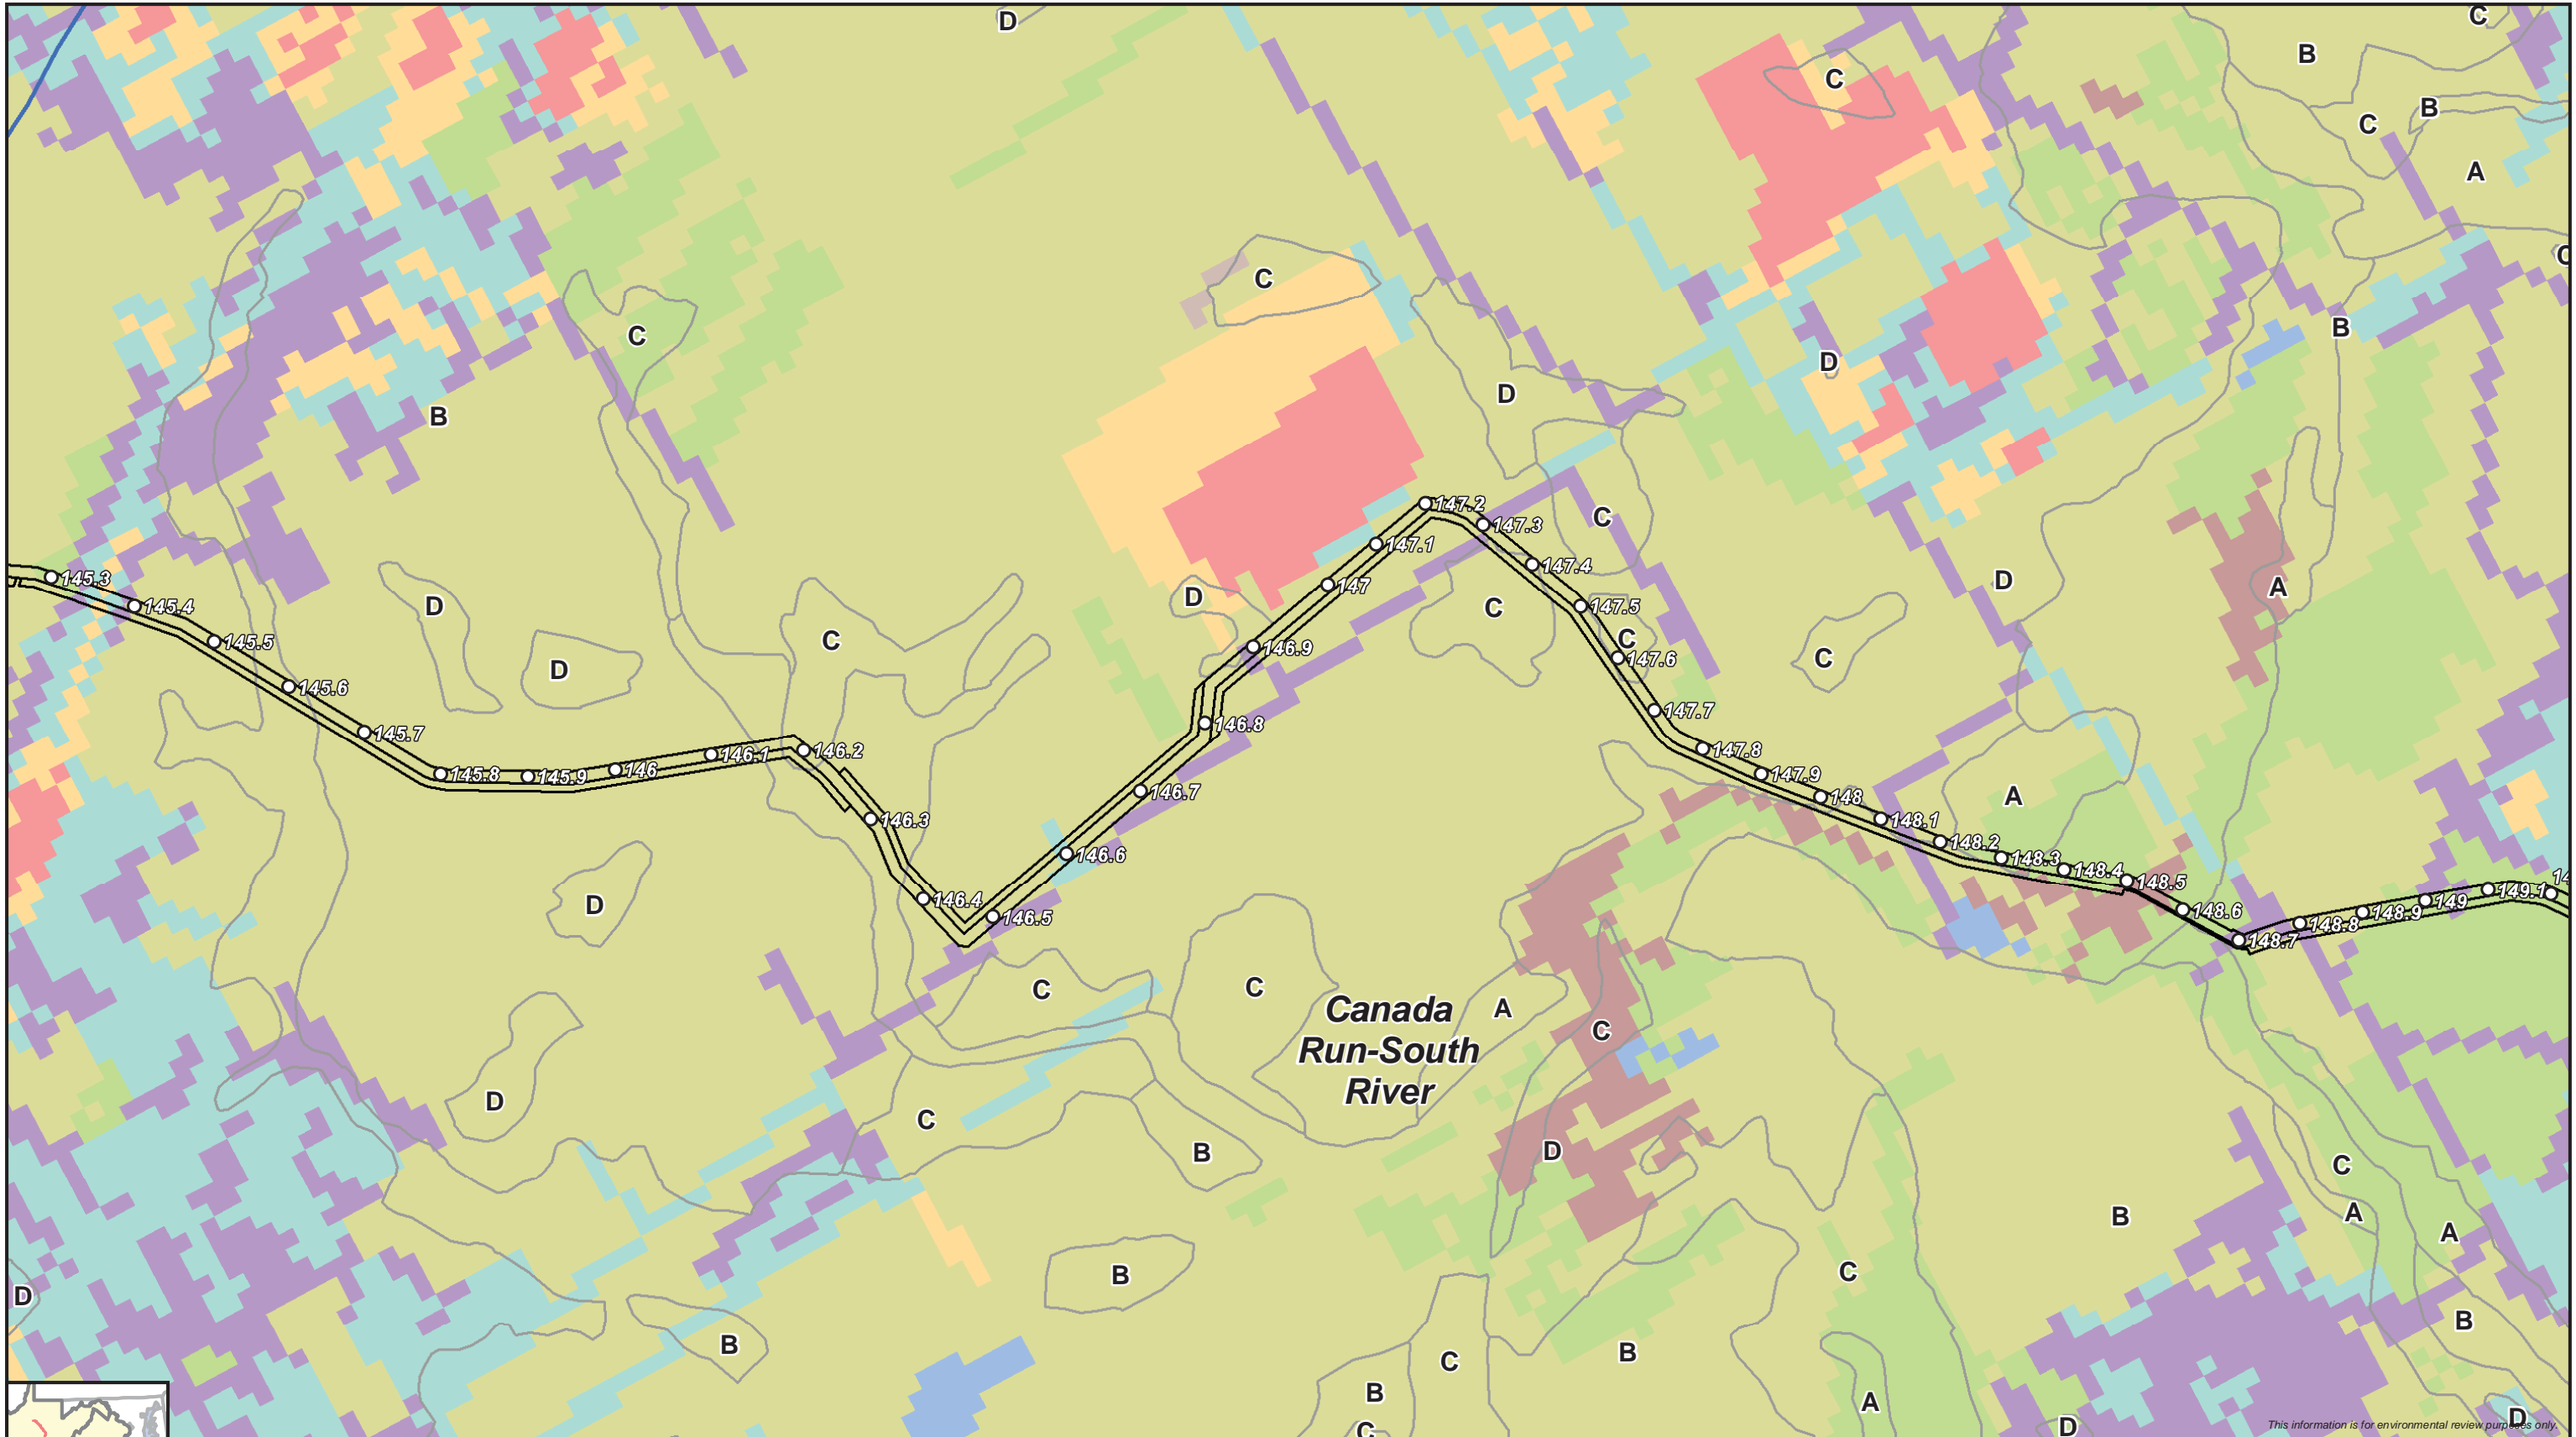 D
C
B
C
C
B
A
C
C
C
B
D
C
D
B
147.2
147.3
C
147.1
147.4
145.3
147
D
A
D
D
145.4
C
147.5
145.5
C
C
146.9
147.6
C
D
145.6
147.7
146.8
145.7
146.2
147.8
146.1
146
145.8
145.9
147.9
146.7
A
148
146.3
148.1
148.2
146.6
148.3
148.4
14
148.5
149.1
146.4
149
D
148.6
148.9
146.5
148.8
148.7
C
C
A
Canada
Run-South
River
C
D
C
D
B
C
A
B
A
B
C
D
B
B
B
C
B
A
D
D
C
This information is for environmental review purposes only.